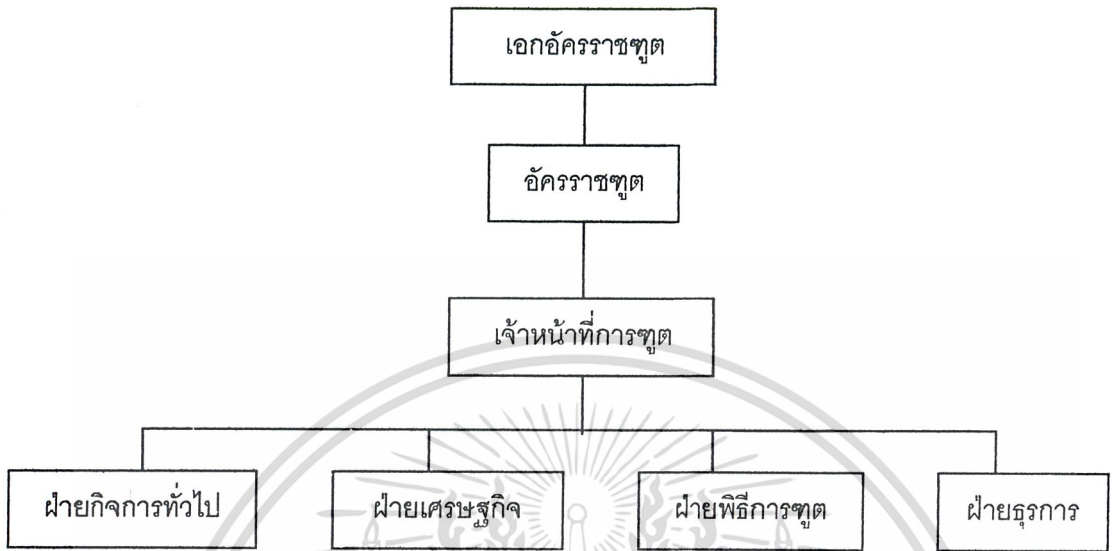 เอกอัครราชฑูต
อัครราชฑูต
เจ้าหน้าที่การฑูต
ฝ่ายกิจการทั่วไป
ฝ่ายเศรษฐกิจ
ฝ่ายพิธีการฑูต
ฝ่ายธุรการ